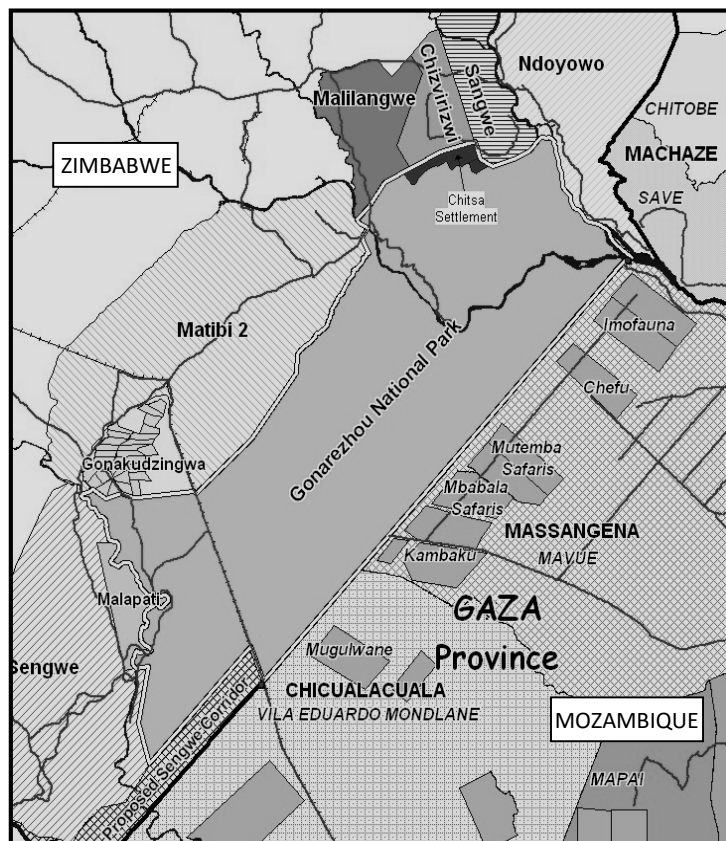 Ndoyowo
Malilangwe
Chizvirizwi
Sangwe
CHITOBE
MACHAZE
SAVE
ZIMBABWE
Chitsa
Settlement
Matibi 2
Gonarezhou National Park
Imofauna
Chefu
Gonakudzingwa
Mutemba
Safaris
Mbabala
Safaris
MASSANGENA
MAVUE
Kambaku
Malapati
GAZA
Province
Mugulwane
Sengwe
CHICUALACUALA
VILA EDUARDO MONDLANE
Proposed Sengwe Corridor
MOZAMBIQUE
MAPAI